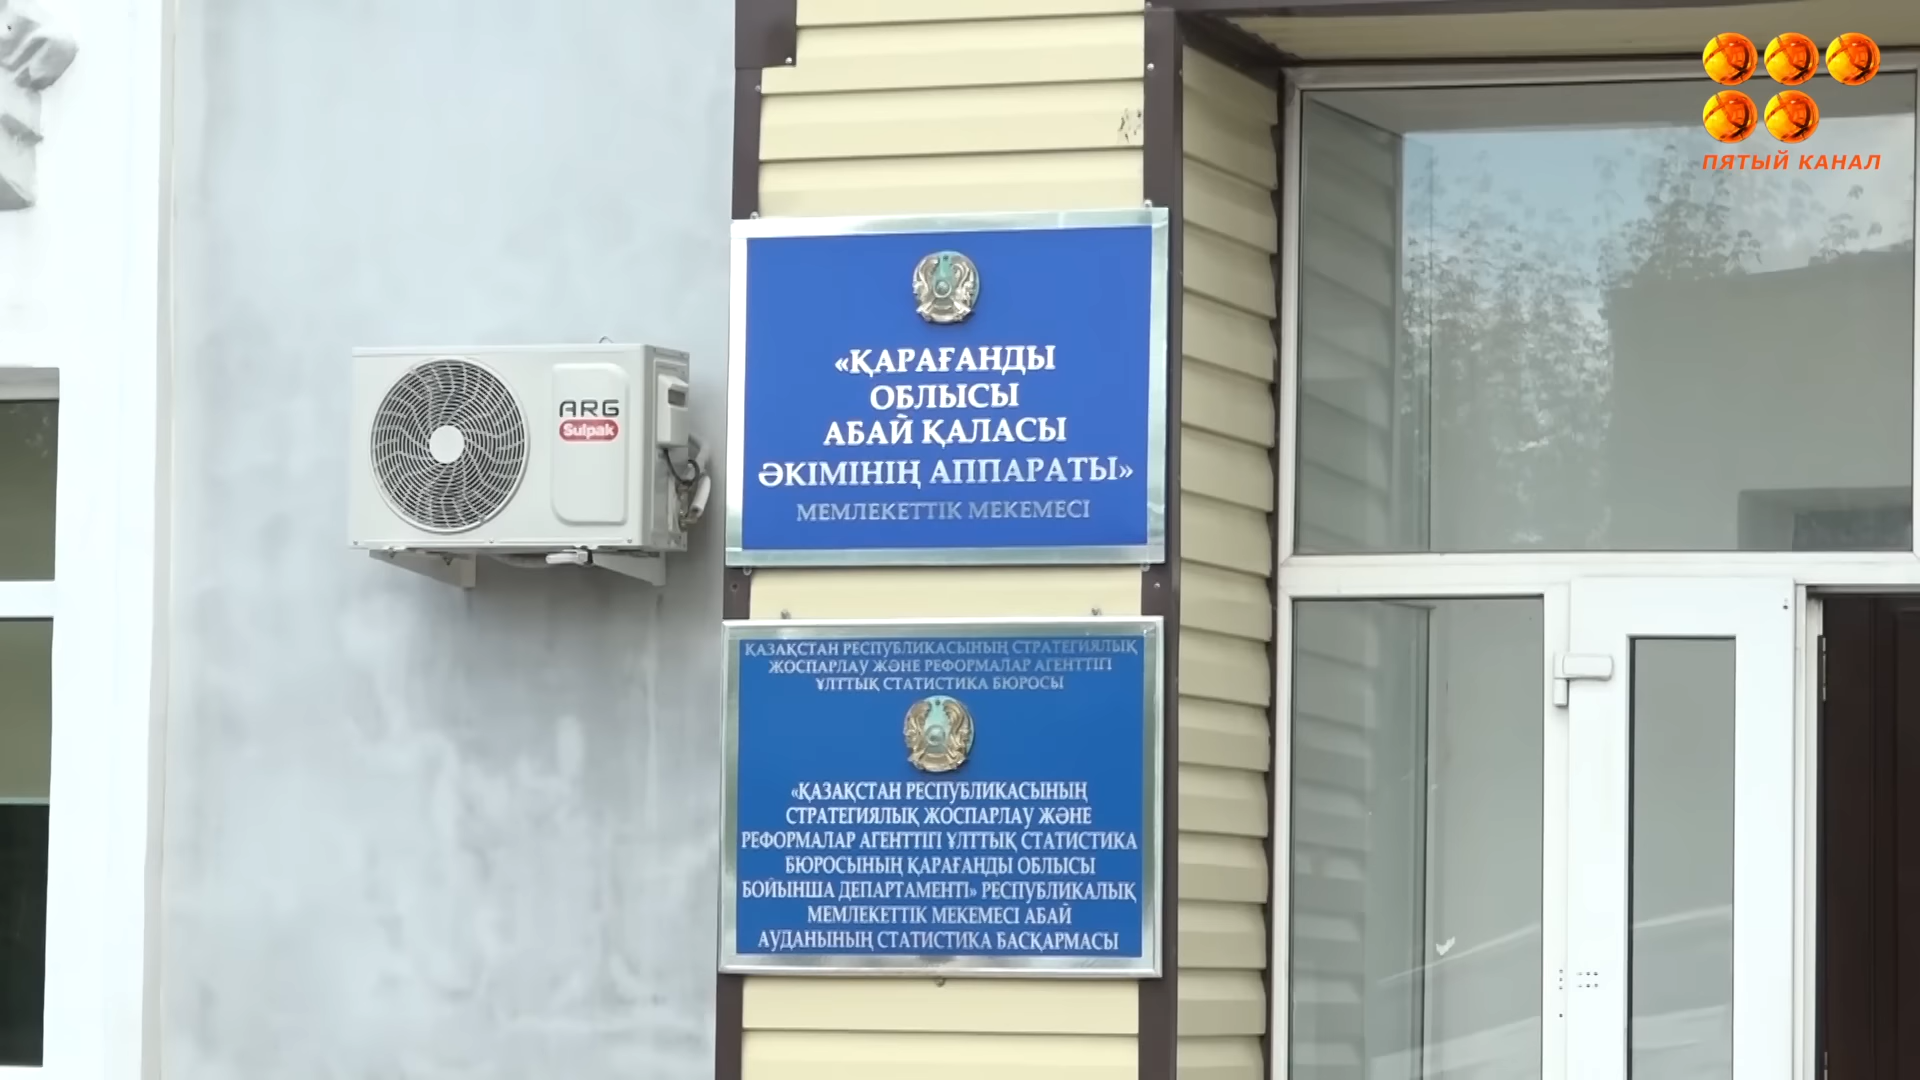 ПЯТЫЙ КАНАЛ
ARG
Sulpak
«ҚАРАҒАНДЫ
ОБЛЫСЫ
АБАЙ ҚАЛАСЫ
ӘКІМІНІҢ АППАРАТЫ»
МЕМЛЕКЕТТІК МЕКЕМЕСІ
ҚАЗАҚСТАН РЕСПУБЛИКАСЫНЫҢ СТРАТЕГИЯЛЫҚ
ЖОСПАРЛАУ ЖӘНЕ РЕФОРМАЛАР АГЕНТТІГІ
ҰЛТТЫҚ СТАТИСТИКА БЮРОСЫ
«ҚАЗАҚСТАН РЕСПУБЛИКАСЫНЫҢ
СТРАТЕГИЯЛЫҚ ЖОСПАРЛАУ ЖӘНЕ
РЕФОРМАЛАР АГЕНТТІГІ ҰЛТТЫҚ СТАТИСТИКА
БЮРОСЫНЫҢ ҚАРАҒАНДЫ ОБЛЫСЫ
БОЙЫНША ДЕПАРТАМЕНТІ» РЕСПУБЛИКАЛЫҚ
МЕМЛЕКЕТТІК МЕКЕМЕСІ АБАЙ
АУДАНЫНЫҢ СТАТИСТИКА БАСҚАРМАСЫ